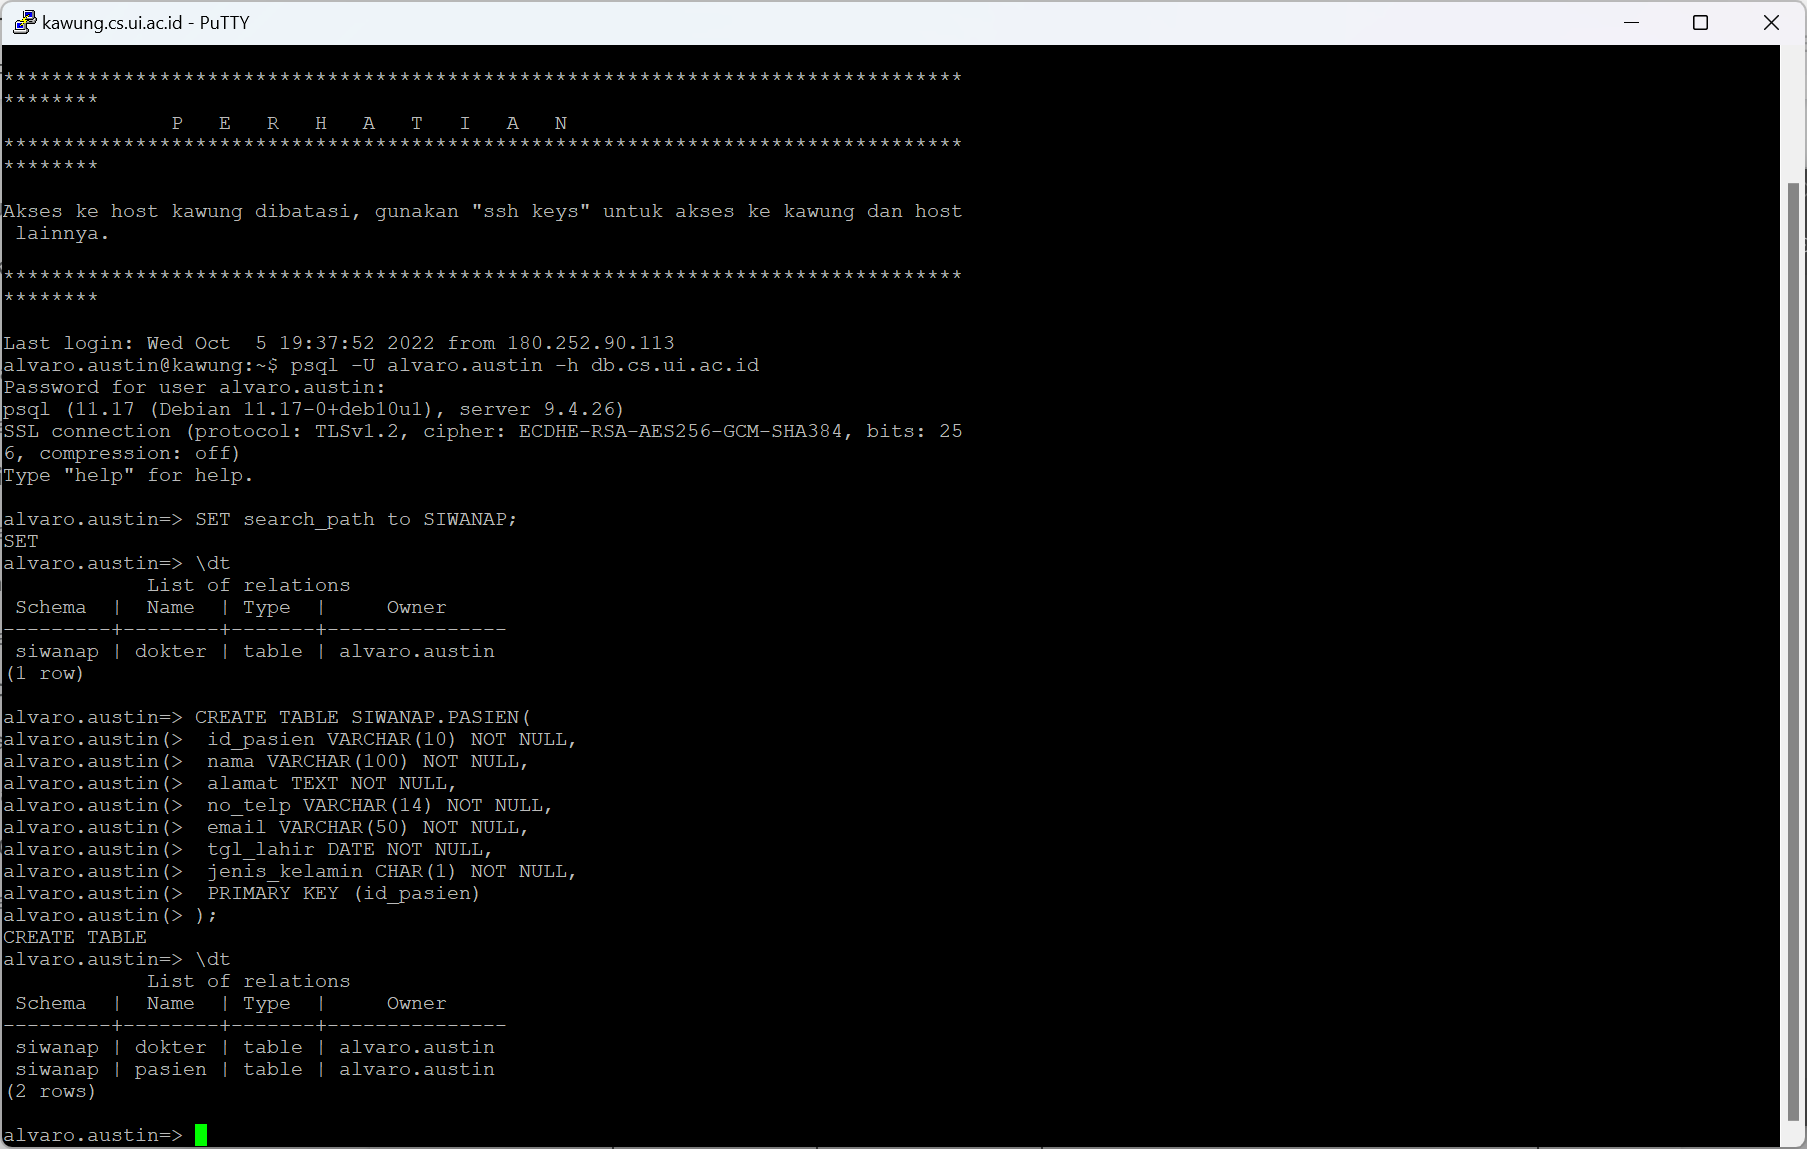 kawung.cs.ui.ac.id - PuTTY
********************************************************************************
********
              P   E   R   H   A   T   I   A   N
********************************************************************************
********
Akses ke host kawung dibatasi, gunakan "ssh keys" untuk akses ke kawung dan host
 lainnya.
********************************************************************************
********
Last login: Wed Oct  5 19:37:52 2022 from 180.252.90.113
alvaro.austin@kawung:~$ psql -U alvaro.austin -h db.cs.ui.ac.id
Password for user alvaro.austin:
psql (11.17 (Debian 11.17-0+deb10u1), server 9.4.26)
SSL connection (protocol: TLSv1.2, cipher: ECDHE-RSA-AES256-GCM-SHA384, bits: 25
6, compression: off)
Type "help" for help.
alvaro.austin=> SET search_path to SIWANAP;
SET
alvaro.austin=> \dt
            List of relations
 Schema  |  Name  | Type  |     Owner
---------+--------+-------+---------------
 siwanap | dokter | table | alvaro.austin
(1 row)
alvaro.austin=> CREATE TABLE SIWANAP.PASIEN(
alvaro.austin(>  id_pasien VARCHAR(10) NOT NULL,
alvaro.austin(>  nama VARCHAR(100) NOT NULL,
alvaro.austin(>  alamat TEXT NOT NULL,
alvaro.austin(>  no_telp VARCHAR(14) NOT NULL,
alvaro.austin(>  email VARCHAR(50) NOT NULL,
alvaro.austin(>  tgl_lahir DATE NOT NULL,
alvaro.austin(>  jenis_kelamin CHAR(1) NOT NULL,
alvaro.austin(>  PRIMARY KEY (id_pasien)
alvaro.austin(> );
CREATE TABLE
alvaro.austin=> \dt
            List of relations
 Schema  |  Name  | Type  |     Owner
---------+--------+-------+---------------
 siwanap | dokter | table | alvaro.austin
 siwanap | pasien | table | alvaro.austin
(2 rows)
alvaro.austin=>